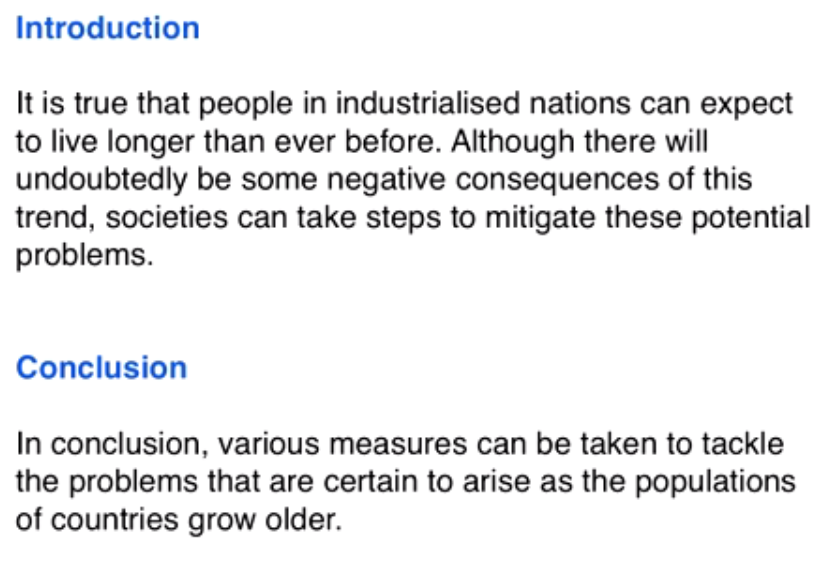 Introduction
It is true that people in industrialised nations can expect
to live longer than ever before. Although there will
undoubtedly be some negative consequences of this
trend, societies can take steps to mitigate these potential
problems.
Conclusion
In conclusion, various measures can be taken to tackle
the problems that are certain to arise as the populations
of countries grow older.